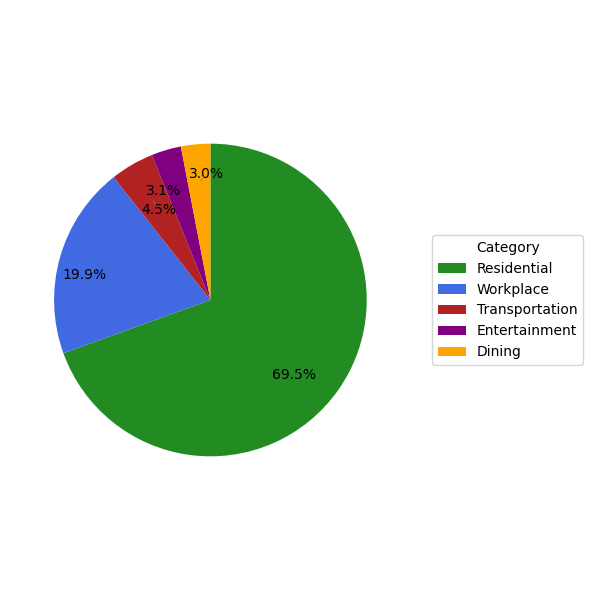 3.0%
3.1%
4.5%
19.9%
69.5%
Category
Residential
Workplace
Transportation
Entertainment
Dining